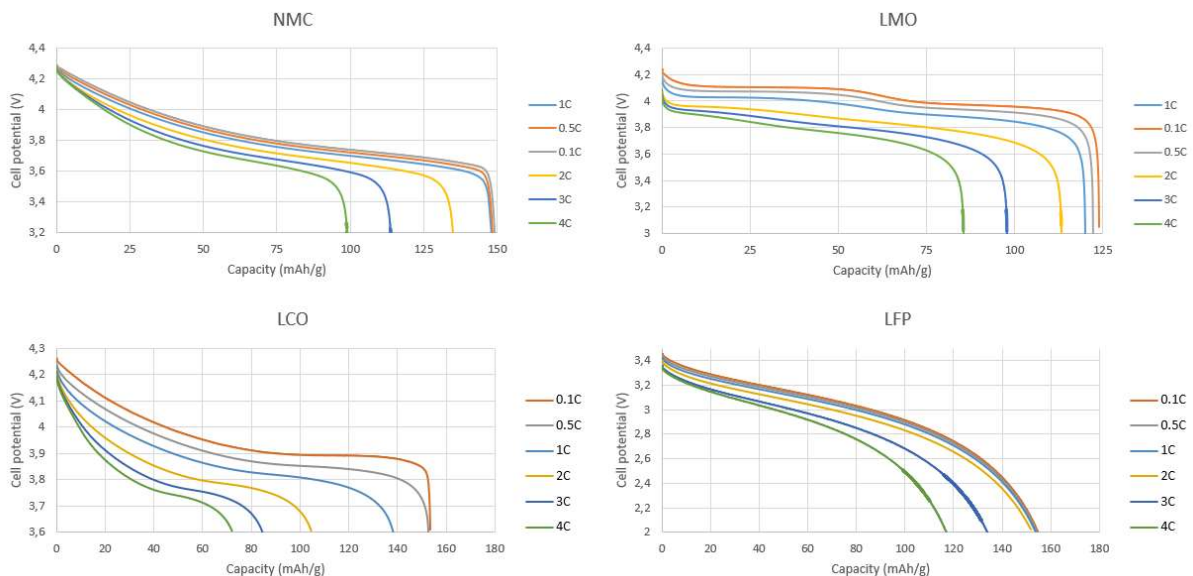 NMC
4,4
4,2
4
3,8
3,6
3,4
3,2
0 25 50 75 100 125 150
Cell potential (V)
Capacity (mAh/g)
1C
0.5C
0.1C
2C
3C
4C
LMO
4,4
4,2
4
3,8
3,6
3,4
3,2
3
0 25 50 75 100 125
Cell potential (V)
Capacity (mAh/g)
1C
0.1C
0.5C
2C
3C
4C
LCO
4,3
4,2
4,1
4
3,9
3,8
3,7
3,6
0 20 40 60 80 100 120 140 160 180
Cell potential (V)
Capacity (mAh/g)
0.1C
0.5C
1C
2C
3C
4C
LFP
3,4
3,2
3
2,8
2,6
2,4
2,2
2
0 20 40 60 80 100 120 140 160 180
Cell potential (V)
Capacity (mAh/g)
0.1C
0.5C
1C
2C
3C
4C